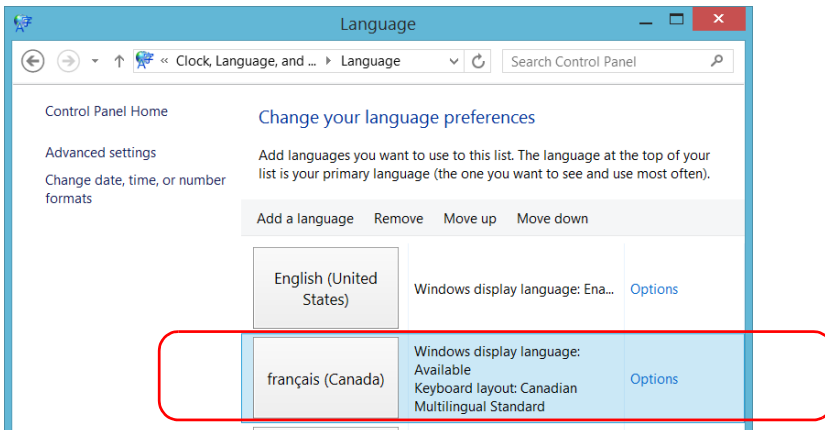 Language
« Clock, Language, and ... Language
Search Control Panel
Control Panel Home
Advanced settings
Change date, time, or number
formats
Change your language preferences
Add languages you want to use to this list. The language at the top of your
list is your primary language (the one you want to see and use most often).
Add a language Remove Move up Move down
English (United
States)
Windows display language: Ena...
Options
français (Canada)
Windows display language:
Available
Keyboard layout: Canadian
Multilingual Standard
Options